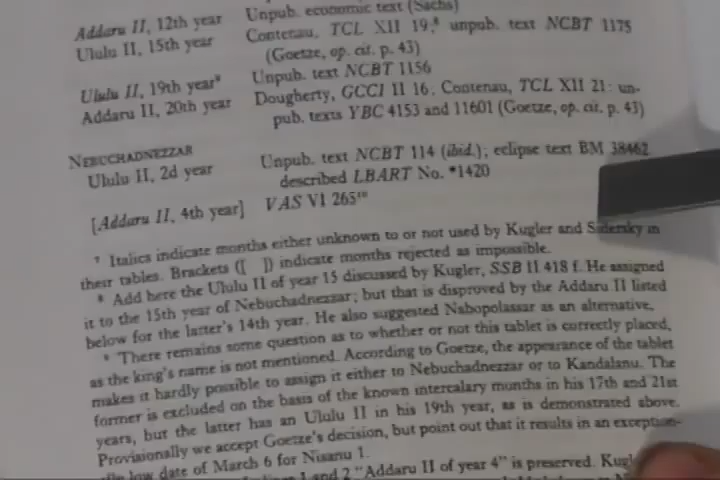 Addaru II, 12th year Unpub. economic text (Sachs)
Ululu II, 15th year Contenau, TCL XII 19;⁸ unpub. text NCBT 1175
(Goetze, op. cit. p. 43)
Ululu II, 19th year⁹ Unpub. text NCBT 1156
Addaru II, 20th year Dougherty, GCCI II 16; Contenau, TCL XII 21; un-
pub. texts YBC 4153 and 11601 (Goetze, op. cit. p. 43)
NEBUCHADNEZZAR
Ululu II, 2d year Unpub. text NCBT 114 (ibid.); eclipse text BM 38462
described LBART No. *1420
[Addaru II, 4th year] VAS VI 265¹⁰
⁷ Italics indicate months either unknown to or not used by Kugler and Sidersky in
their tables. Brackets ([ ]) indicate months rejected as impossible.
⁸ Add here the Ululu II of year 15 discussed by Kugler, SSB II 418 f. He assigned
it to the 15th year of Nebuchadnezzar; but that is disproved by the Addaru II listed
below for the latter's 14th year. He also suggested Nabopolassar as an alternative.
⁹ There remains some question as to whether or not this tablet is correctly placed,
as the king's name is not mentioned. According to Goetze, the appearance of the tablet
makes it hardly possible to assign it either to Nebuchadnezzar or to Kandalanu. The
former is excluded on the basis of the known intercalary months in his 17th and 21st
years, but the latter has an Ululu II in his 19th year, as is demonstrated above.
Provisionally we accept Goetze's decision, but point out that it results in an exception-
ally low date of March 6 for Nisanu 1.
1 and 2 "Addaru II of year 4" is preserved.